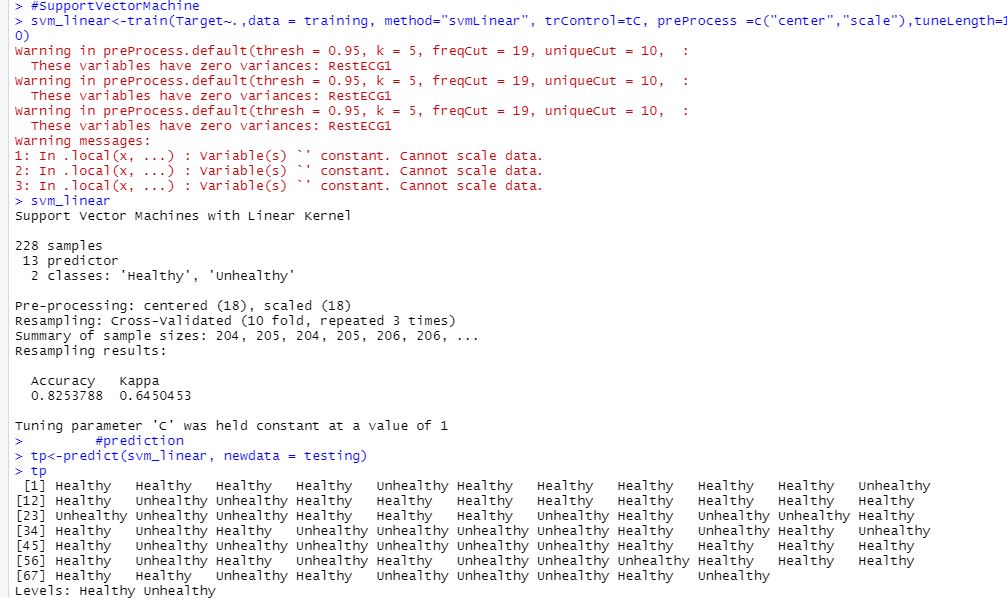 > #SupportVectorMachine
> svm_linear<-train(Target~.,data = training, method="svmLinear", trControl=tC, preProcess =c("center","scale"),tuneLength=1
0)
Warning in preProcess.default(thresh = 0.95, k = 5, freqCut = 19, uniqueCut = 10,  :
  These variables have zero variances: RestECG1
Warning in preProcess.default(thresh = 0.95, k = 5, freqCut = 19, uniqueCut = 10,  :
  These variables have zero variances: RestECG1
Warning in preProcess.default(thresh = 0.95, k = 5, freqCut = 19, uniqueCut = 10,  :
  These variables have zero variances: RestECG1
Warning messages:
1: In .local(x, ...) : Variable(s) `' constant. Cannot scale data.
2: In .local(x, ...) : Variable(s) `' constant. Cannot scale data.
3: In .local(x, ...) : Variable(s) `' constant. Cannot scale data.
> svm_linear
Support Vector Machines with Linear Kernel
228 samples
 13 predictor
  2 classes: 'Healthy', 'Unhealthy'
Pre-processing: centered (18), scaled (18)
Resampling: Cross-Validated (10 fold, repeated 3 times)
Summary of sample sizes: 204, 205, 204, 205, 206, 206, ...
Resampling results:
  Accuracy   Kappa
  0.8253788  0.6450453
Tuning parameter 'C' was held constant at a value of 1
>         #prediction
> tp<-predict(svm_linear, newdata = testing)
> tp
 [1] Healthy   Healthy   Healthy   Healthy   Unhealthy Healthy   Healthy   Healthy   Healthy   Healthy   Unhealthy
[12] Healthy   Unhealthy Unhealthy Healthy   Healthy   Healthy   Healthy   Healthy   Healthy   Healthy   Healthy
[23] Unhealthy Unhealthy Unhealthy Healthy   Healthy   Healthy   Unhealthy Healthy   Unhealthy Unhealthy Healthy
[34] Healthy   Unhealthy Healthy   Unhealthy Unhealthy Unhealthy Unhealthy Healthy   Unhealthy Healthy   Unhealthy
[45] Healthy   Unhealthy Unhealthy Unhealthy Unhealthy Unhealthy Unhealthy Healthy   Healthy   Healthy   Healthy
[56] Healthy   Unhealthy Healthy   Unhealthy Healthy   Unhealthy Unhealthy Unhealthy Healthy   Healthy   Healthy
[67] Healthy   Healthy   Unhealthy Healthy   Unhealthy Unhealthy Unhealthy Healthy   Unhealthy
Levels: Healthy Unhealthy